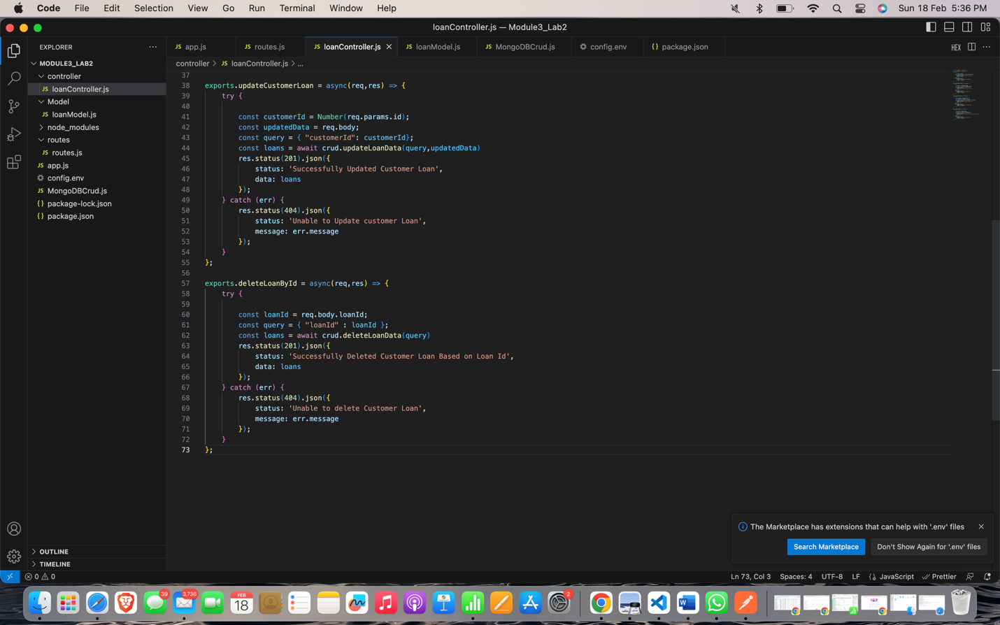 Code File Edit Selection View Go Run Terminal Window Help Sun 18 Feb 5:36 PM
loanController.js — Module3_Lab2
EXPLORER
MODULE3_LAB2
controller
JS loanController.js
Model
JS loanModel.js
node_modules
routes
JS routes.js
JS app.js
config.env
JS MongoDBCrud.js
{} package-lock.json
{} package.json
OUTLINE
TIMELINE
JS app.js JS routes.js JS loanController.js JS loanModel.js JS MongoDBCrud.js config.env {} package.json HEX
controller > JS loanController.js > ...
37
38 exports.updateCustomerLoan = async(req,res) => {
39 try {
40
41 const customerId = Number(req.params.id);
42 const updatedData = req.body;
43 const query = { "customerId": customerId};
44 const loans = await crud.updateLoanData(query,updatedData)
45 res.status(201).json({
46 status: 'Successfully Updated Customer Loan',
47 data: loans
48 });
49 } catch (err) {
50 res.status(404).json({
51 status: 'Unable to Update customer Loan',
52 message: err.message
53 });
54 }
55 };
56
57 exports.deleteLoanById = async(req,res) => {
58 try {
59
60 const loanId = req.body.loanId;
61 const query = { "loanId" : loanId };
62 const loans = await crud.deleteLoanData(query)
63 res.status(201).json({
64 status: 'Successfully Deleted Customer Loan Based on Loan Id',
65 data: loans
66 });
67 } catch (err) {
68 res.status(404).json({
69 status: 'Unable to delete Customer Loan',
70 message: err.message
71 });
72 }
73 };
The Marketplace has extensions that can help with '.env' files
Search Marketplace Don't Show Again for '.env' files
0 0 Ln 73, Col 3 Spaces: 4 UTF-8 LF {} JavaScript Prettier
39 3,736 FEB 18 2